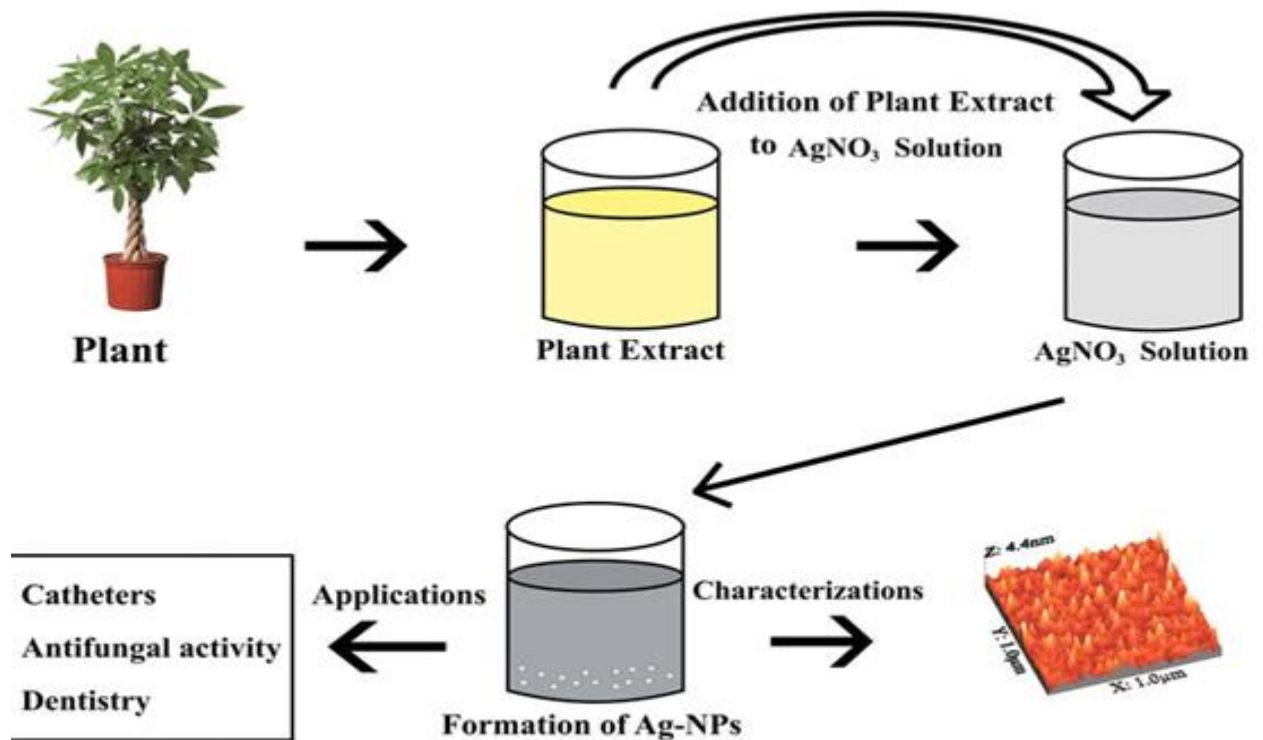 Addition of Plant Extract
to AgNO₃ Solution
Plant
Plant Extract
AgNO₃ Solution
Catheters
Antifungal activity
Dentistry
Applications
Characterizations
Z: 4.4nm
Y: 1.0µm
X: 1.0µm
Formation of Ag-NPs